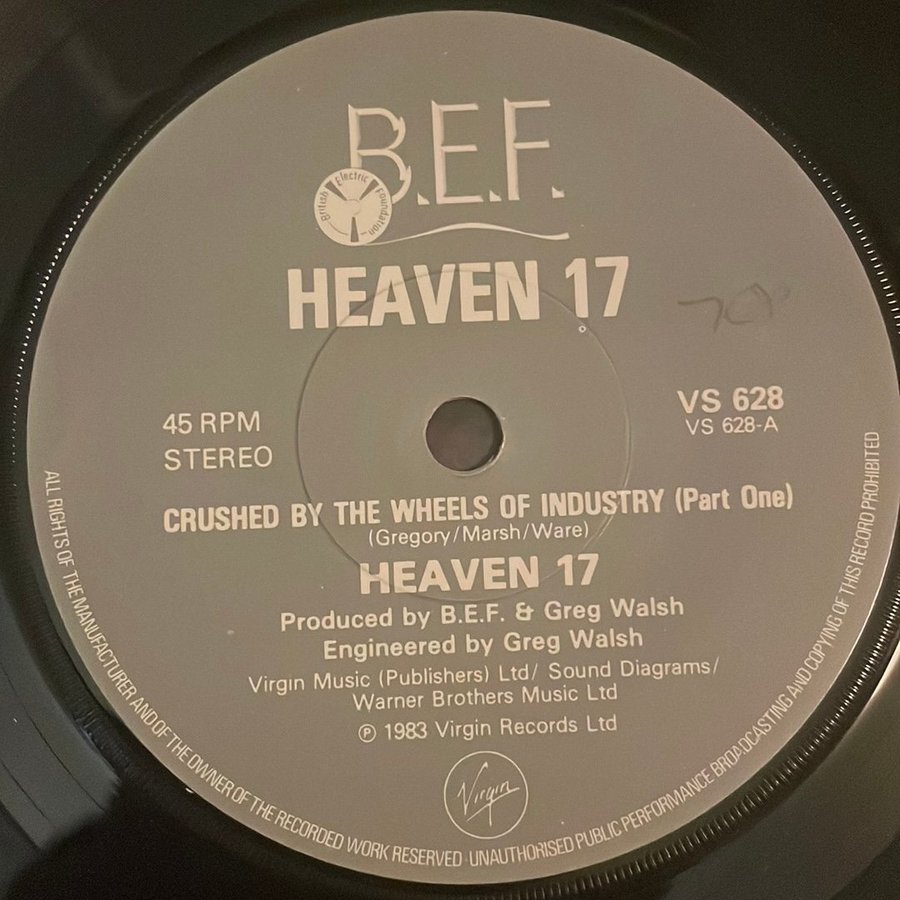 B.E.F.
British Electric Foundation
HEAVEN 17
45 RPM
STEREO
VS 628
VS 628-A
CRUSHED BY THE WHEELS OF INDUSTRY (Part One)
(Gregory/Marsh/Ware)
HEAVEN 17
Produced by B.E.F. & Greg Walsh
Engineered by Greg Walsh
Virgin Music (Publishers) Ltd/ Sound Diagrams/
Warner Brothers Music Ltd
℗ 1983 Virgin Records Ltd
Virgin
ALL RIGHTS OF THE MANUFACTURER AND OF THE OWNER OF THE RECORDED WORK RESERVED · UNAUTHORISED PUBLIC PERFORMANCE BROADCASTING AND COPYING OF THIS RECORD PROHIBITED